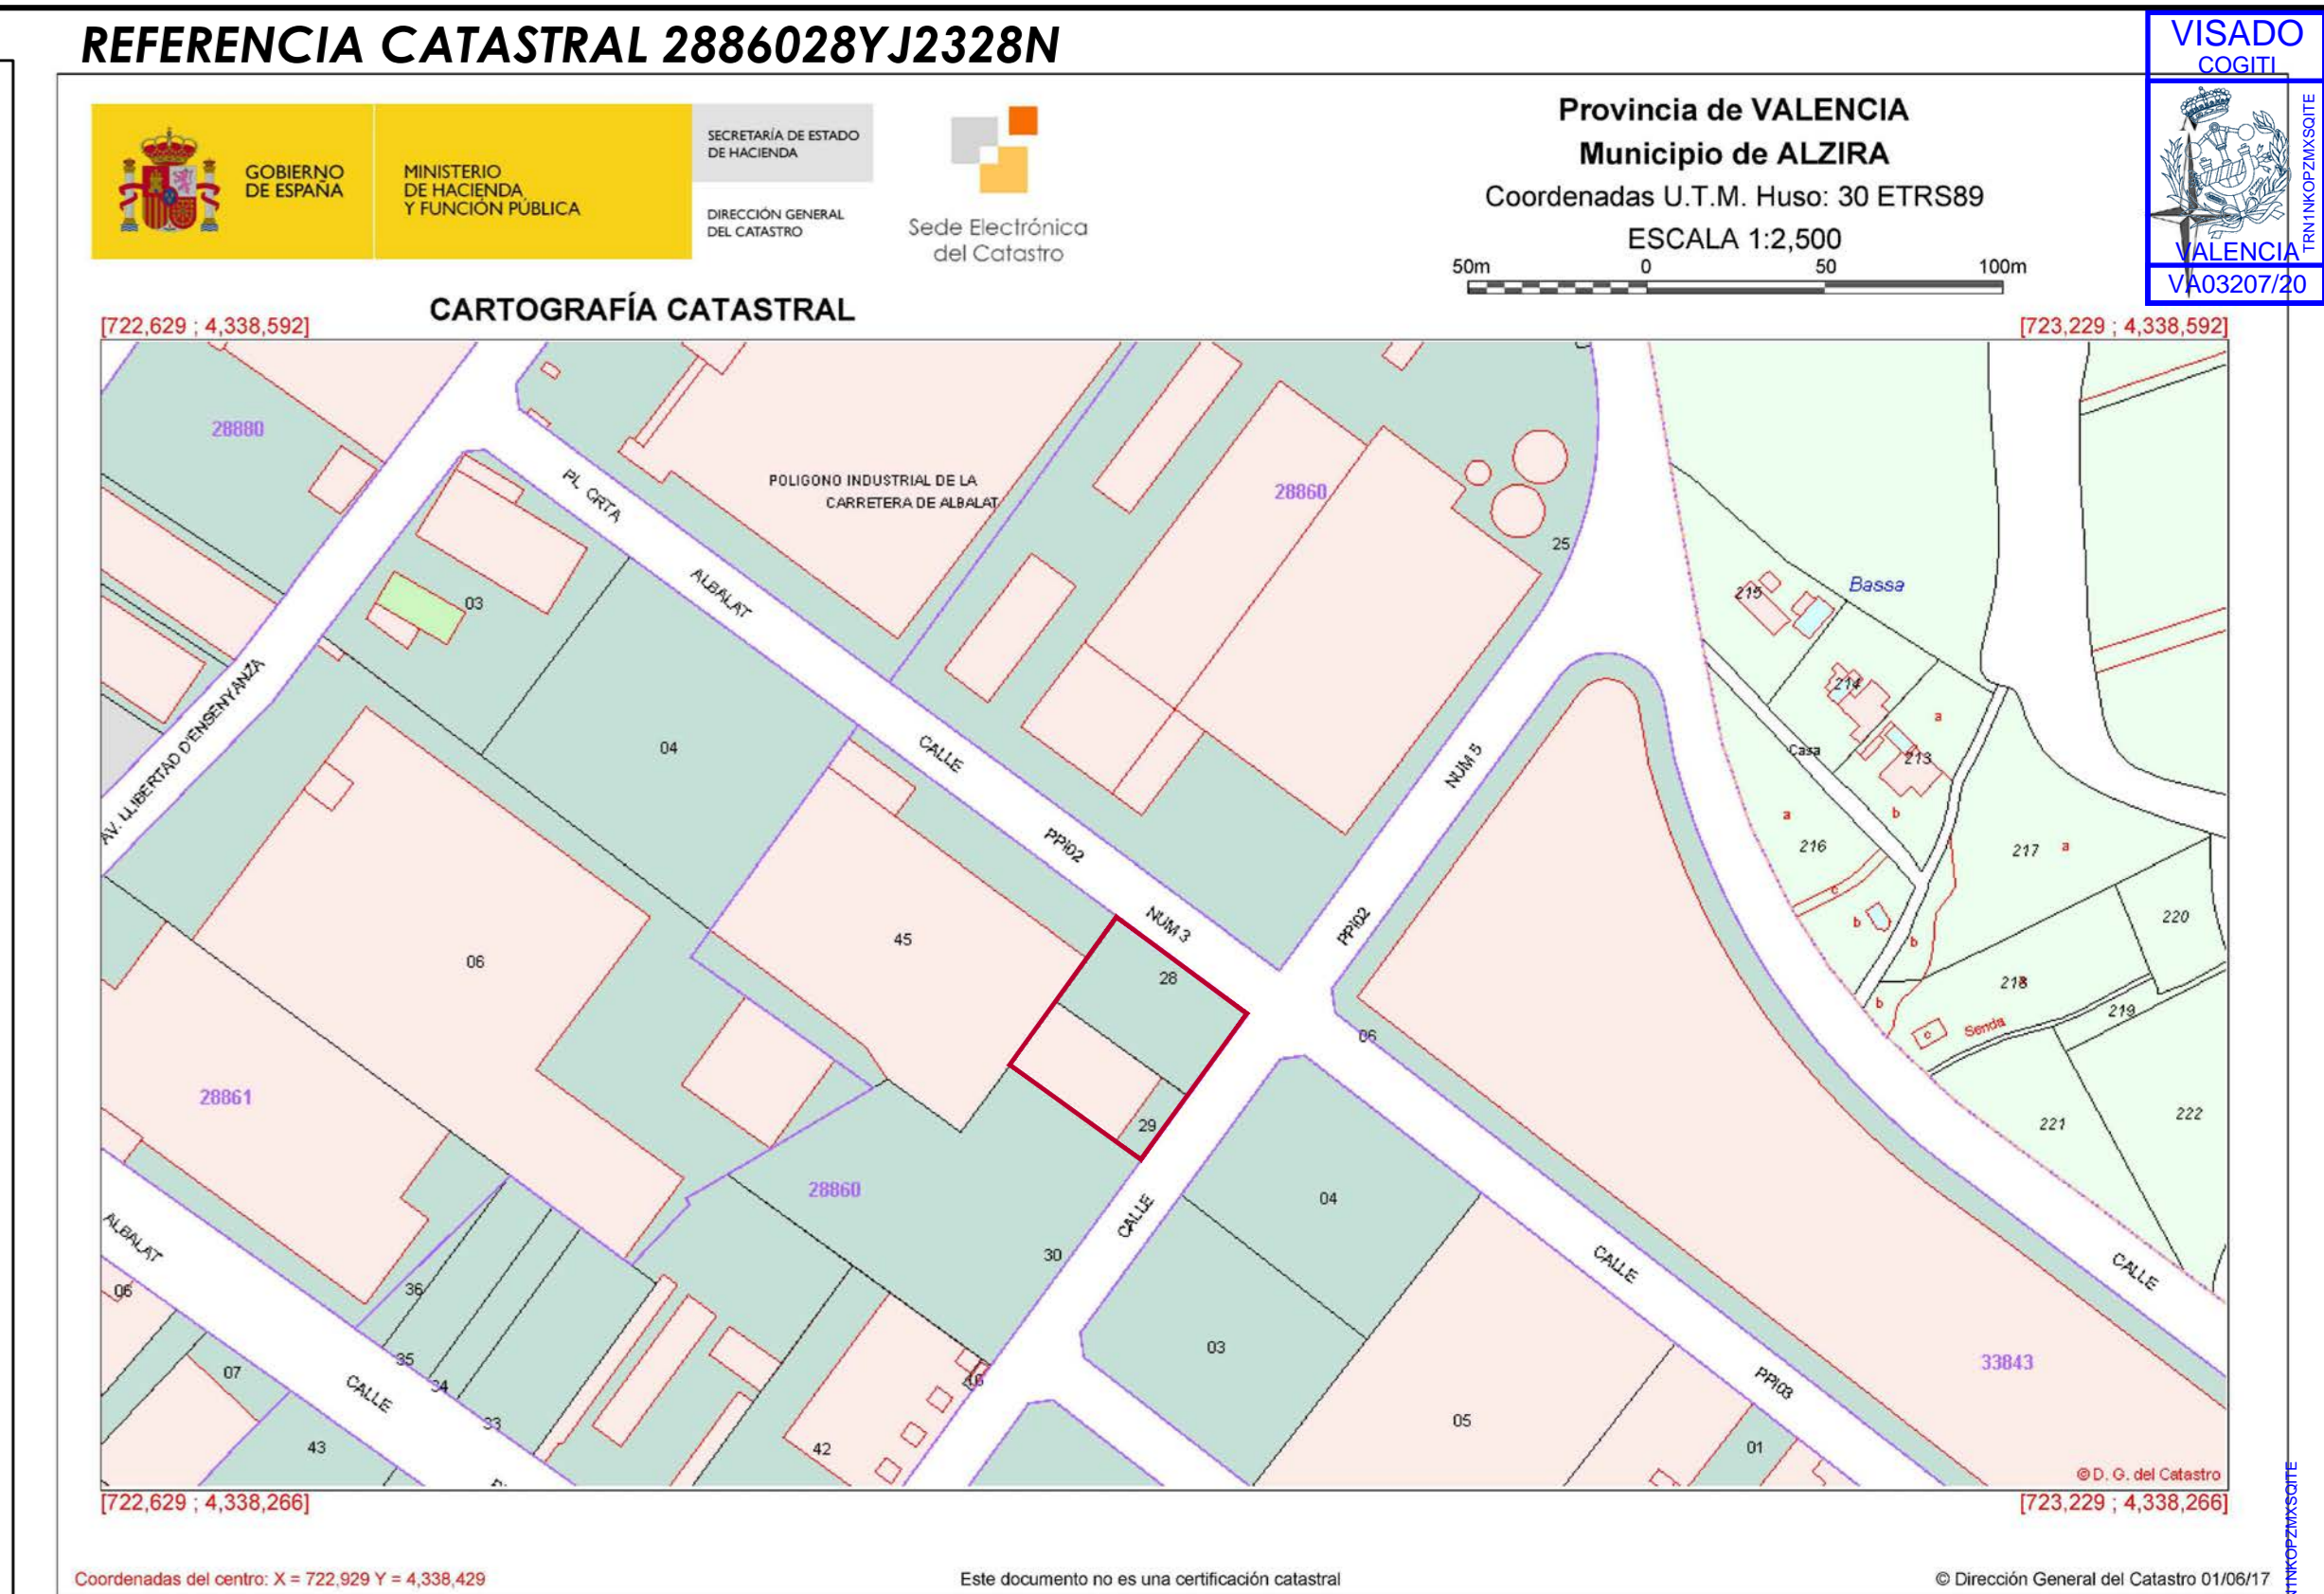 REFERENCIA CATASTRAL 2886028YJ2328N
VISADO
COGITI
VALENCIA
VA03207/20
TRN1NKOPZMXSQITE
GOBIERNO
DE ESPAÑA
MINISTERIO
DE HACIENDA
Y FUNCIÓN PÚBLICA
SECRETARÍA DE ESTADO
DE HACIENDA
DIRECCIÓN GENERAL
DEL CATASTRO
Sede Electrónica
del Catastro
Provincia de VALENCIA
Municipio de ALZIRA
Coordenadas U.T.M. Huso: 30 ETRS89
ESCALA 1:2,500
50m 0 50 100m
CARTOGRAFÍA CATASTRAL
[722,629 ; 4,338,592]
[723,229 ; 4,338,592]
28880
PL CRTA
POLIGONO INDUSTRIAL DE LA
CARRETERA DE ALBALAT
28860
25
ALBALAT
03
215
Bassa
AV. LLIBERTAD D'ENSENYANZA
04
CALLE
NUM 5
214
a
Casa
213
PPI02
a
b
216
217 a
c
45
NUM 3
PPI02
b
b
220
06
28
218
a
b
219
06
c
Senda
28861
29
221
222
28860
CALLE
04
ALBALAT
30
CALLE
CALLE
06
36
03
35
33843
07
CALLE
34
46
PPI03
33
05
43
42
01
© D. G. del Catastro
[722,629 ; 4,338,266]
[723,229 ; 4,338,266]
Coordenadas del centro: X = 722,929 Y = 4,338,429
Este documento no es una certificación catastral
© Dirección General del Catastro 01/06/17
N1NKOPZMXSQITE